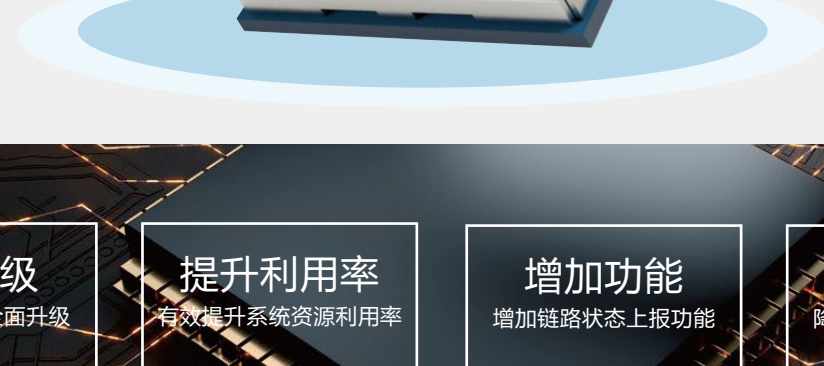 级
全面升级
提升利用率
有效提升系统资源利用率
增加功能
增加链路状态上报功能